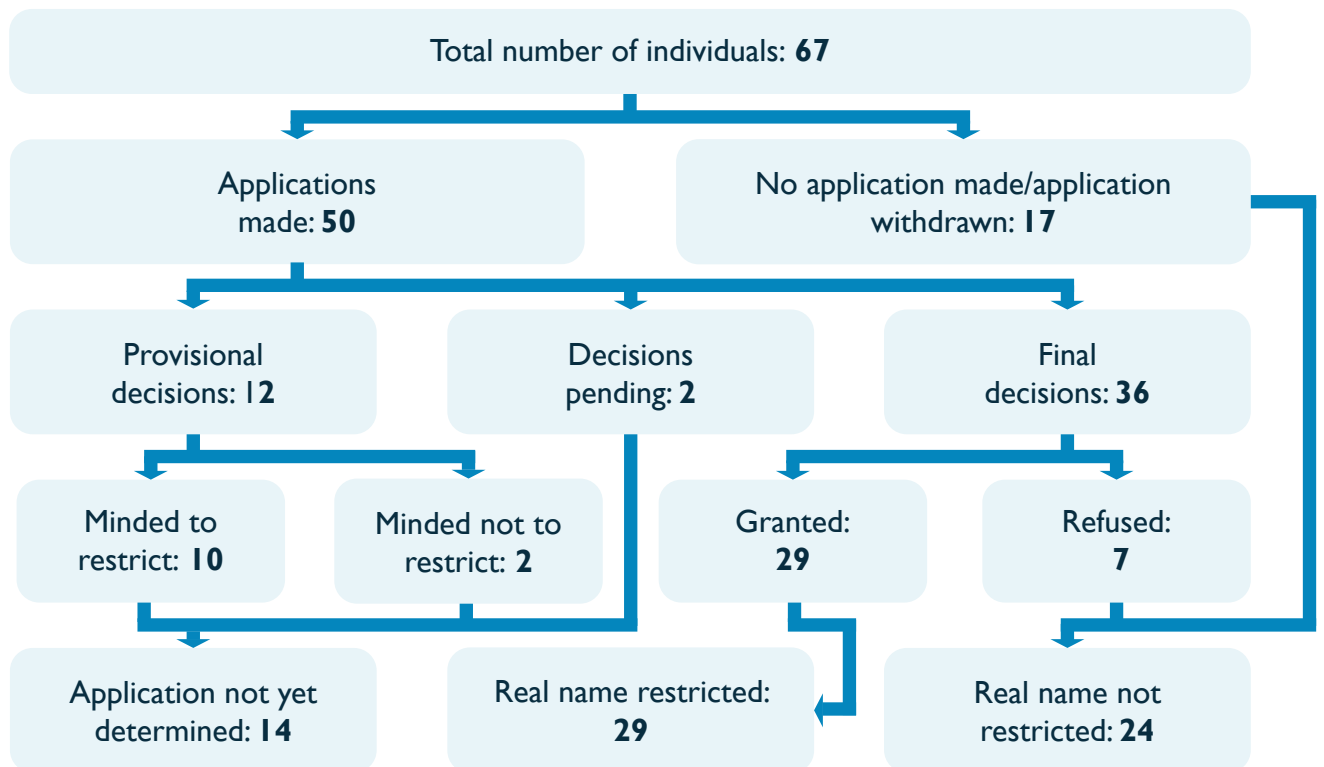 Total number of individuals: 67
Applications
made: 50
No application made/application
withdrawn: 17
Provisional
decisions: 12
Decisions
pending: 2
Final
decisions: 36
Minded to
restrict: 10
Minded not to
restrict: 2
Granted:
29
Refused:
7
Application not yet
determined: 14
Real name restricted:
29
Real name not
restricted: 24